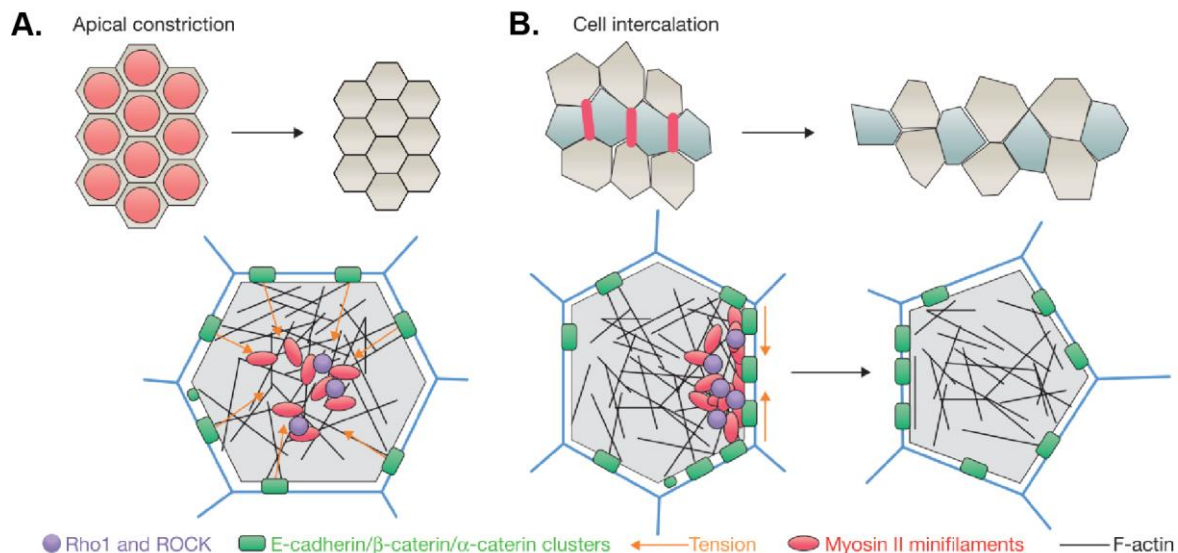 A. Apical constriction
B. Cell intercalation
Rho1 and ROCK
E-cadherin/β-caterin/α-caterin clusters
Tension
Myosin II minifilaments
F-actin